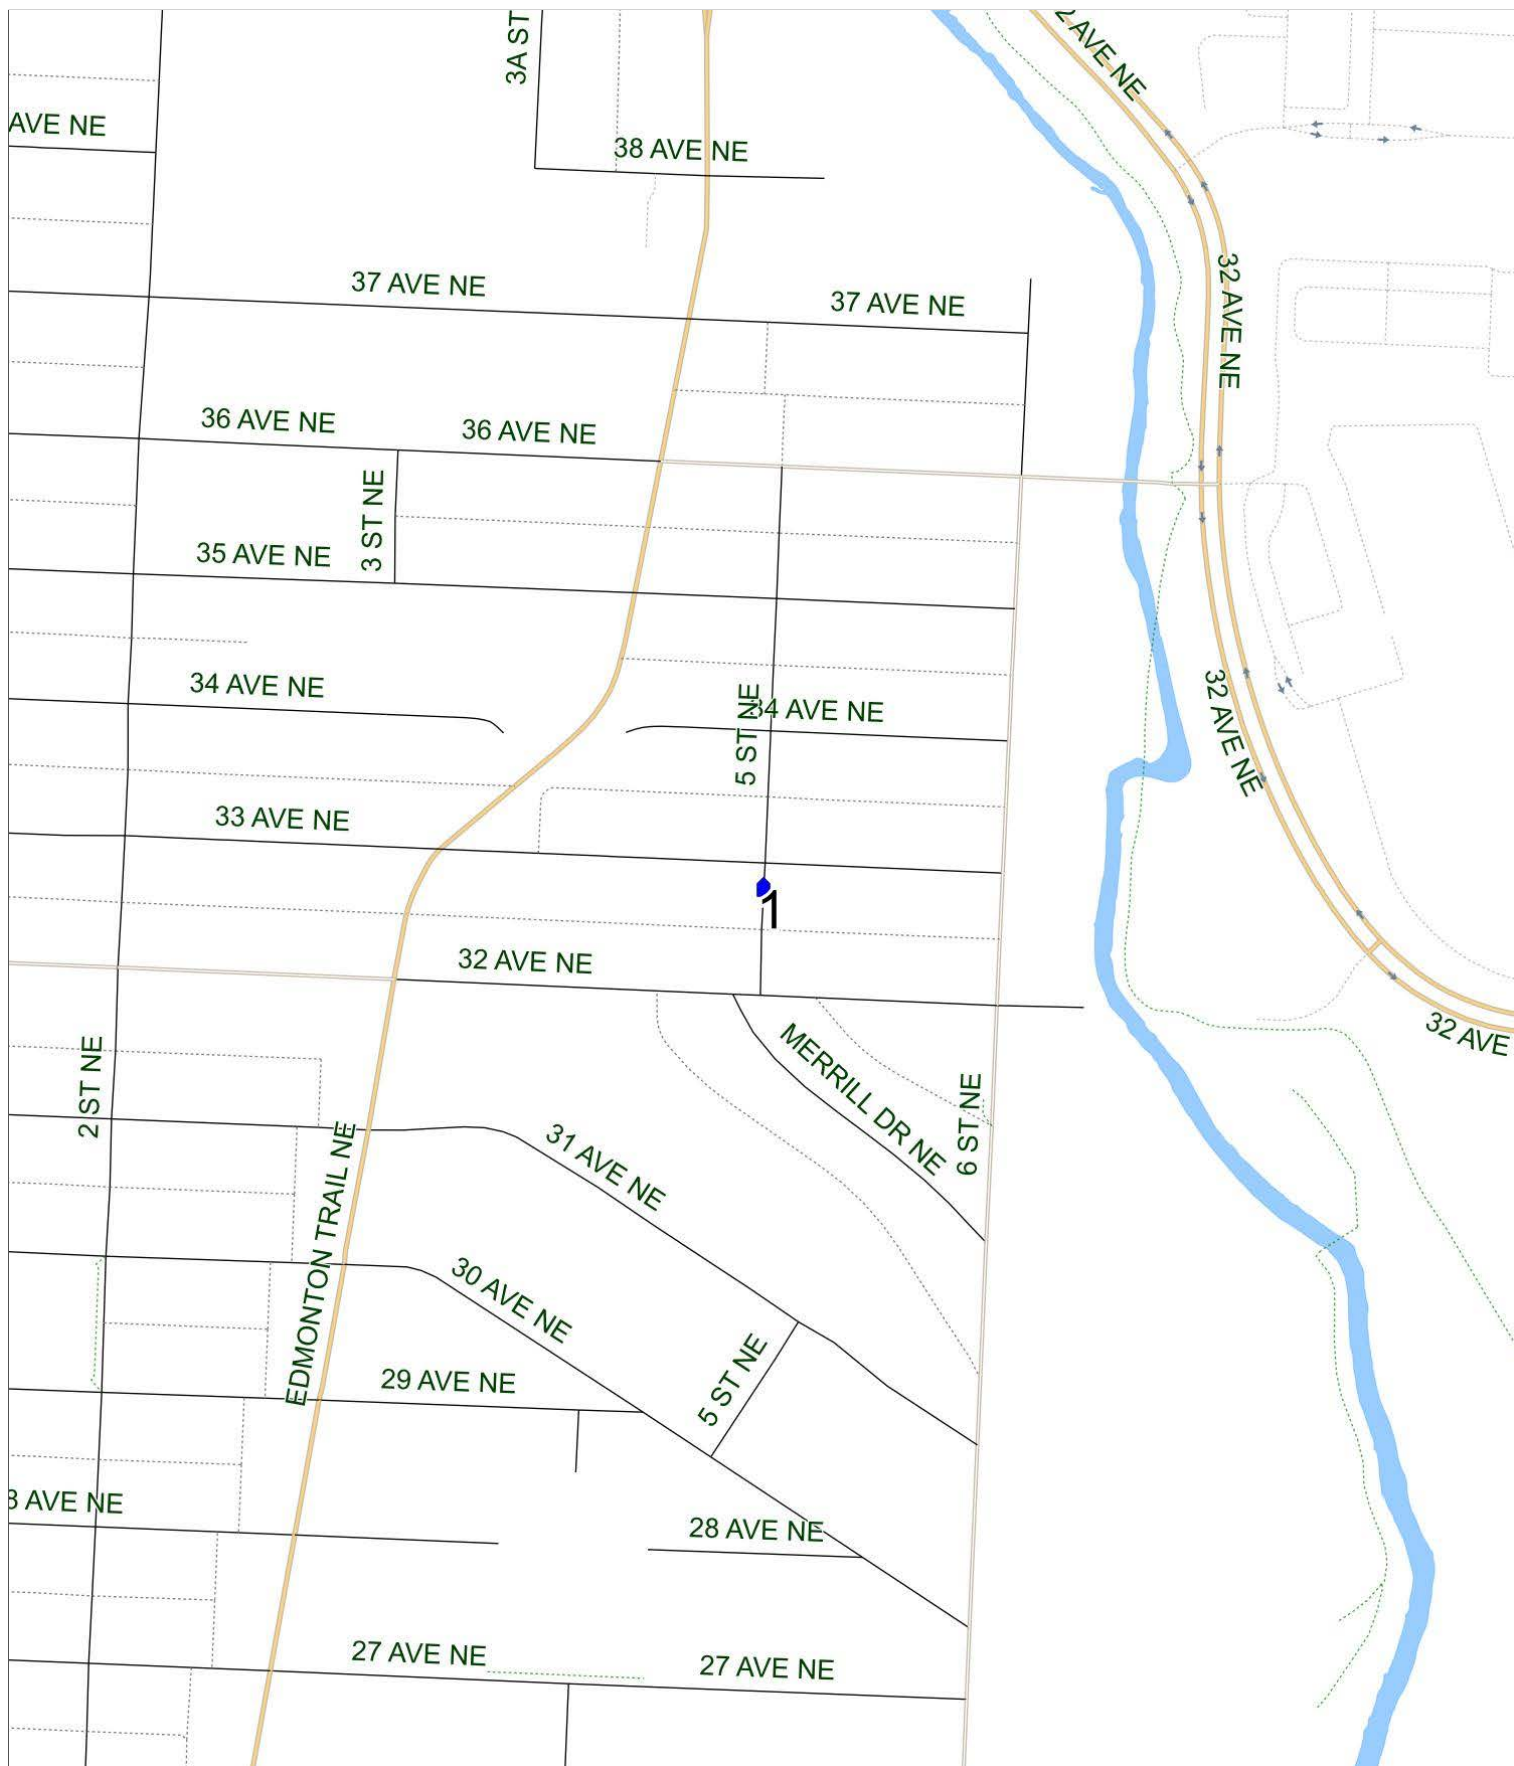 3A ST
2 AVE NE
AVE NE
38 AVE NE
37 AVE NE
37 AVE NE
32 AVE NE
36 AVE NE
36 AVE NE
3 ST NE
35 AVE NE
34 AVE NE
5 ST NE
34 AVE NE
32 AVE NE
33 AVE NE
1
32 AVE NE
32 AVE
2 ST NE
MERRILL DR NE
6 ST NE
EDMONTON TRAIL NE
31 AVE NE
30 AVE NE
29 AVE NE
5 ST NE
8 AVE NE
28 AVE NE
27 AVE NE
27 AVE NE